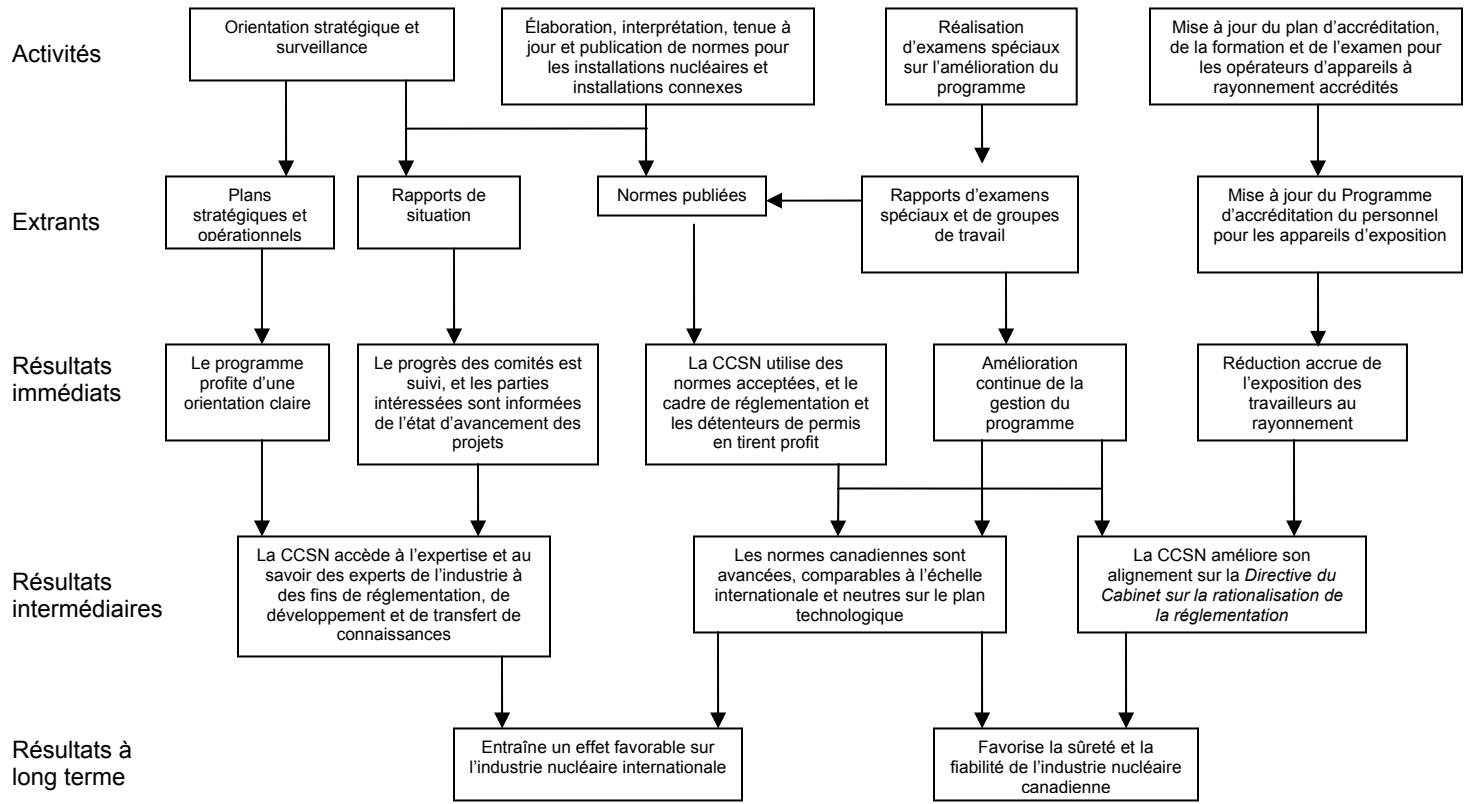 Activités
Orientation stratégique et
surveillance
Élaboration, interprétation, tenue à
jour et publication de normes pour
les installations nucléaires et
installations connexes
Réalisation
d’examens spéciaux
sur l’amélioration du
programme
Mise à jour du plan d’accréditation,
de la formation et de l’examen pour
les opérateurs d’appareils à
rayonnement accrédités
Extrants
Plans
stratégiques et
opérationnels
Rapports de
situation
Normes publiées
Rapports d’examens
spéciaux et de groupes
de travail
Mise à jour du Programme
d’accréditation du personnel
pour les appareils d’exposition
Résultats
immédiats
Le programme
profite d’une
orientation claire
Le progrès des comités est
suivi, et les parties
intéressées sont informées
de l’état d’avancement des
projets
La CCSN utilise des
normes acceptées, et le
cadre de réglementation et
les détenteurs de permis
en tirent profit
Amélioration
continue de la
gestion du
programme
Réduction accrue de
l’exposition des
travailleurs au
rayonnement
Résultats
intermédiaires
La CCSN accède à l’expertise et au
savoir des experts de l’industrie à
des fins de réglementation, de
développement et de transfert de
connaissances
Les normes canadiennes sont
avancées, comparables à l’échelle
internationale et neutres sur le plan
technologique
La CCSN améliore son
alignement sur la Directive du
Cabinet sur la rationalisation de
la réglementation
Résultats à
long terme
Entraîne un effet favorable sur
l’industrie nucléaire internationale
Favorise la sûreté et la
fiabilité de l’industrie nucléaire
canadienne